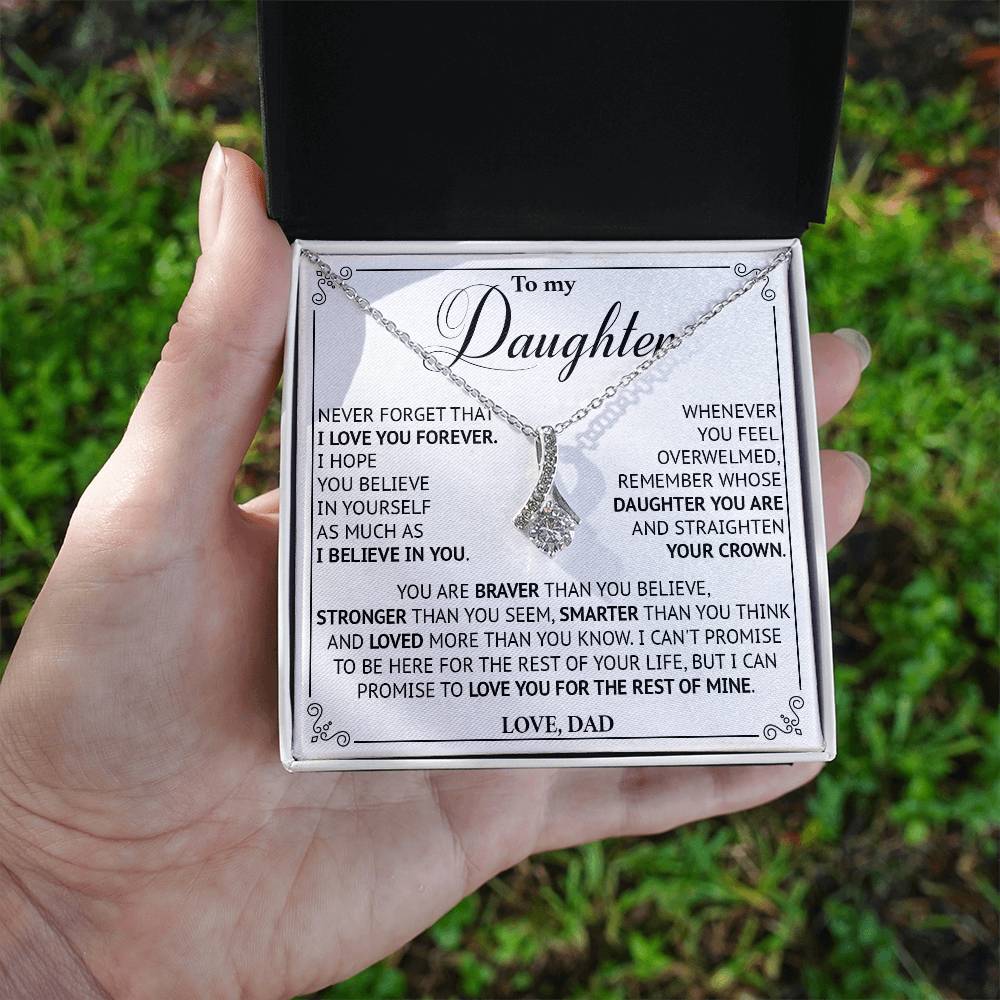 To my
Daughter
NEVER FORGET THAT
I LOVE YOU FOREVER.
I HOPE
YOU BELIEVE
IN YOURSELF
AS MUCH AS
I BELIEVE IN YOU.
WHENEVER
YOU FEEL
OVERWELMED,
REMEMBER WHOSE
DAUGHTER YOU ARE
AND STRAIGHTEN
YOUR CROWN.
YOU ARE BRAVER THAN YOU BELIEVE,
STRONGER THAN YOU SEEM, SMARTER THAN YOU THINK
AND LOVED MORE THAN YOU KNOW. I CAN'T PROMISE
TO BE HERE FOR THE REST OF YOUR LIFE, BUT I CAN
PROMISE TO LOVE YOU FOR THE REST OF MINE.
LOVE, DAD